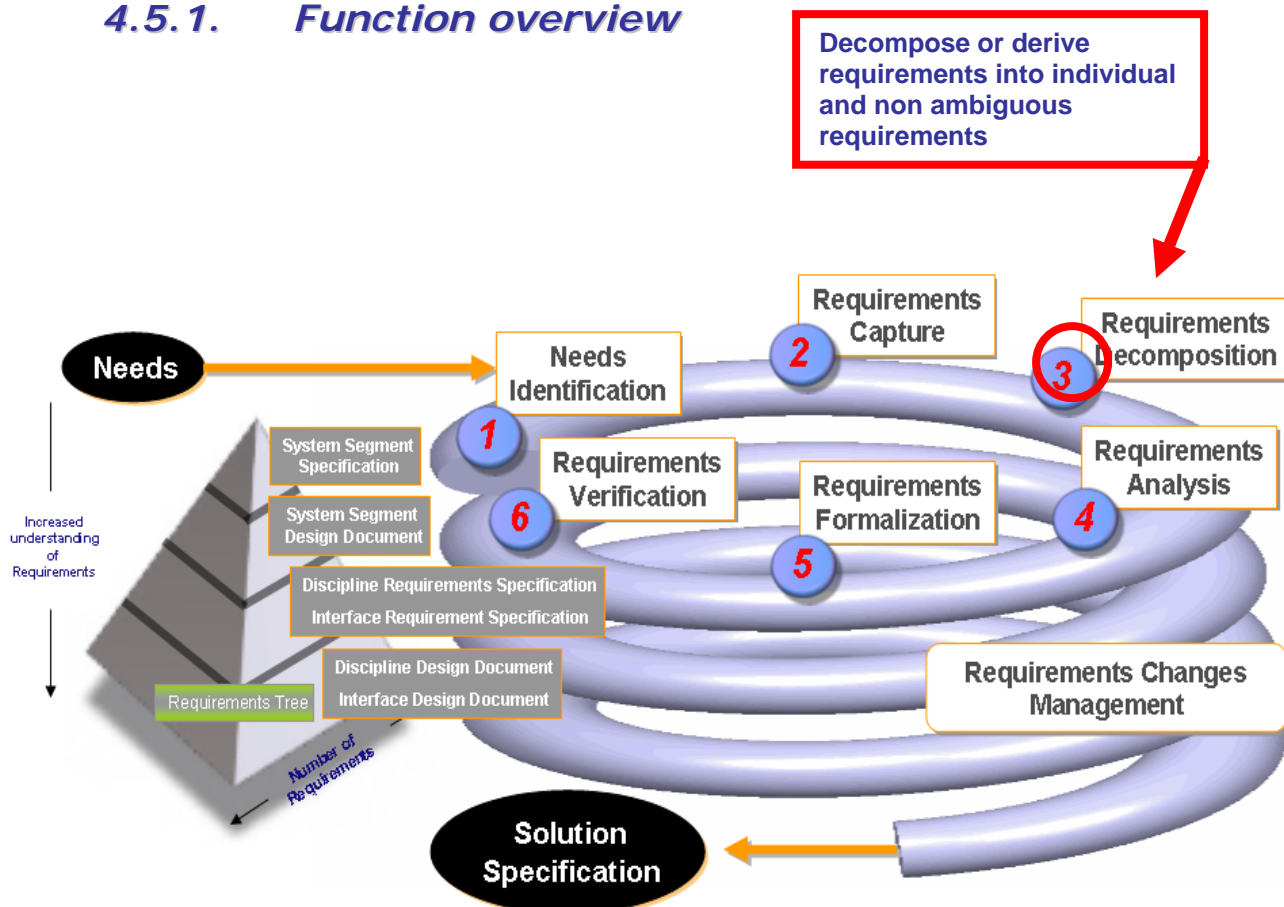 4.5.1. Function overview
Decompose or derive
requirements into individual
and non ambiguous
requirements
Needs
Needs
Identification
1
Requirements
Capture
2
Requirements
Decomposition
3
Requirements
Analysis
4
Requirements
Formalization
5
Requirements
Verification
6
System Segment
Specification
System Segment
Design Document
Discipline Requirements Specification
Interface Requirement Specification
Discipline Design Document
Interface Design Document
Requirements Tree
Increased
understanding
of
Requirements
Number of
Requirements
Requirements Changes
Management
Solution
Specification